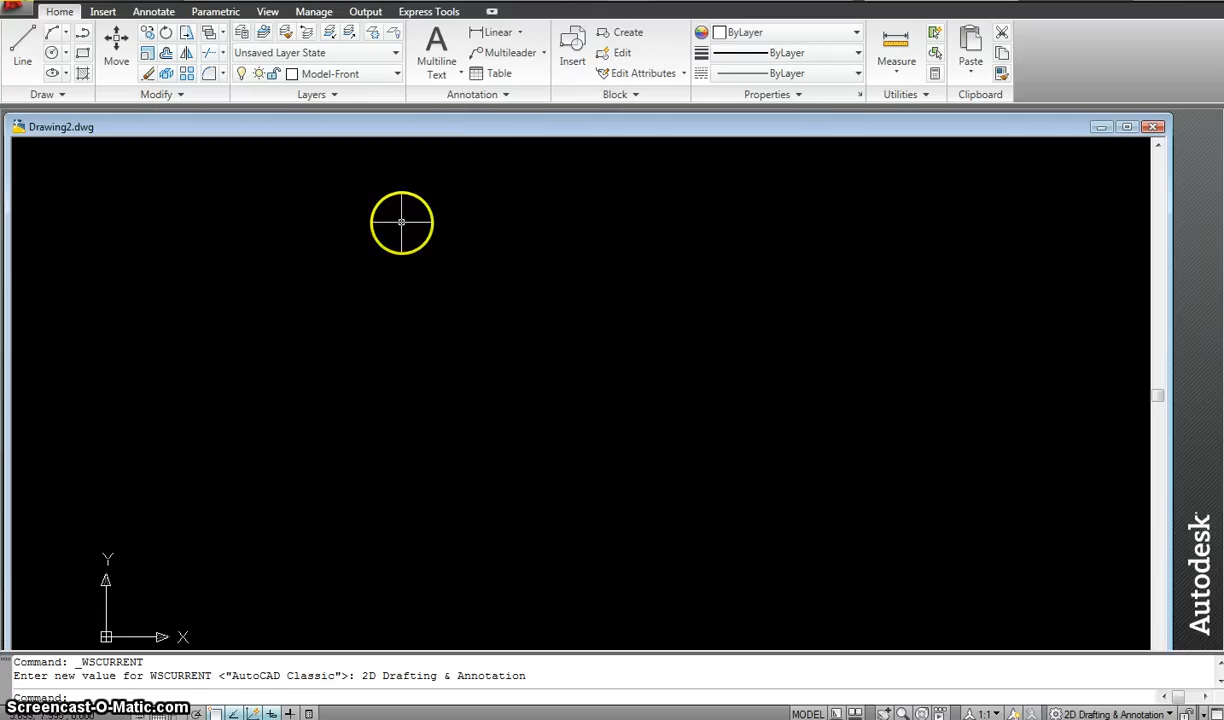 Home Insert Annotate Parametric View Manage Output Express Tools
Line
Move
Unsaved Layer State
Model-Front
Multiline
Text
Linear
Multileader
Table
Insert
Create
Edit
Edit Attributes
ByLayer
ByLayer
ByLayer
Measure
Paste
Draw Modify Layers Annotation Block Properties Utilities Clipboard
Drawing2.dwg
Y
X
Autodesk
Command: _WSCURRENT
Enter new value for WSCURRENT <"AutoCAD Classic">: 2D Drafting & Annotation
Command:
Screencast-O-Matic.com
MODEL 1:1 2D Drafting & Annotation